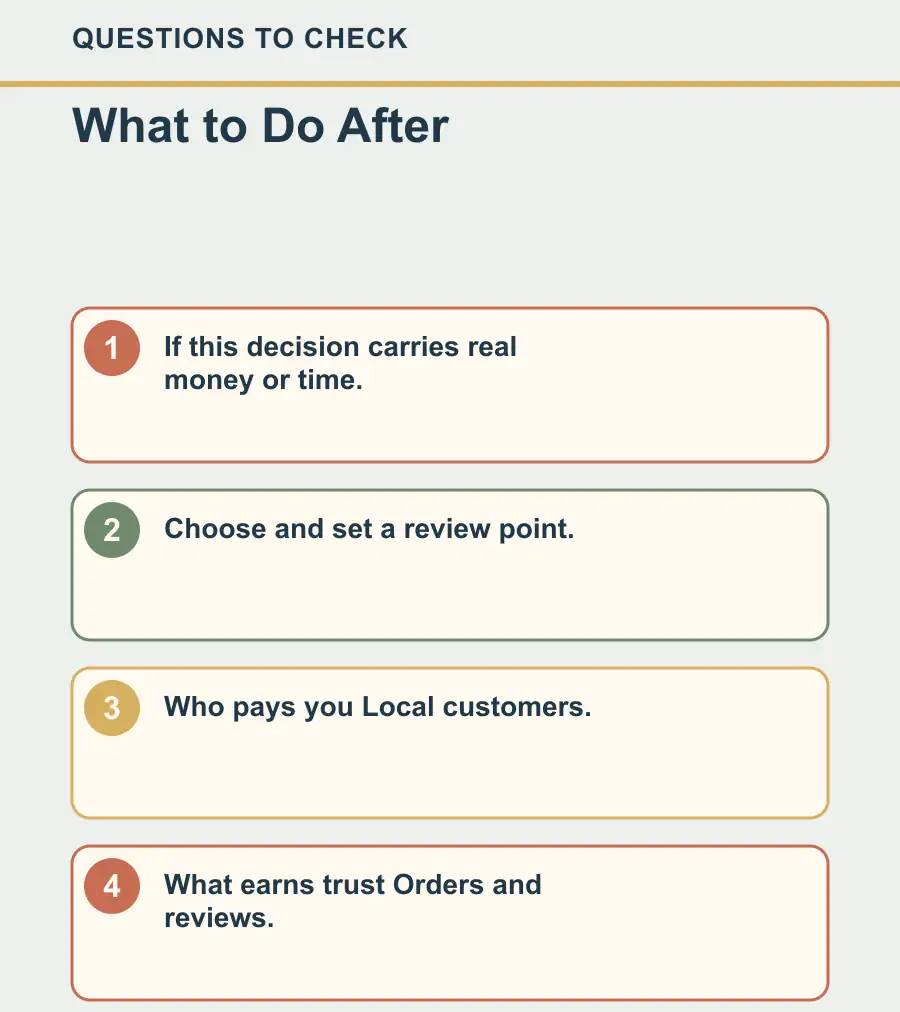 QUESTIONS TO CHECK
What to Do After
1
If this decision carries real
money or time.
2
Choose and set a review point.
3
Who pays you Local customers.
4
What earns trust Orders and
reviews.